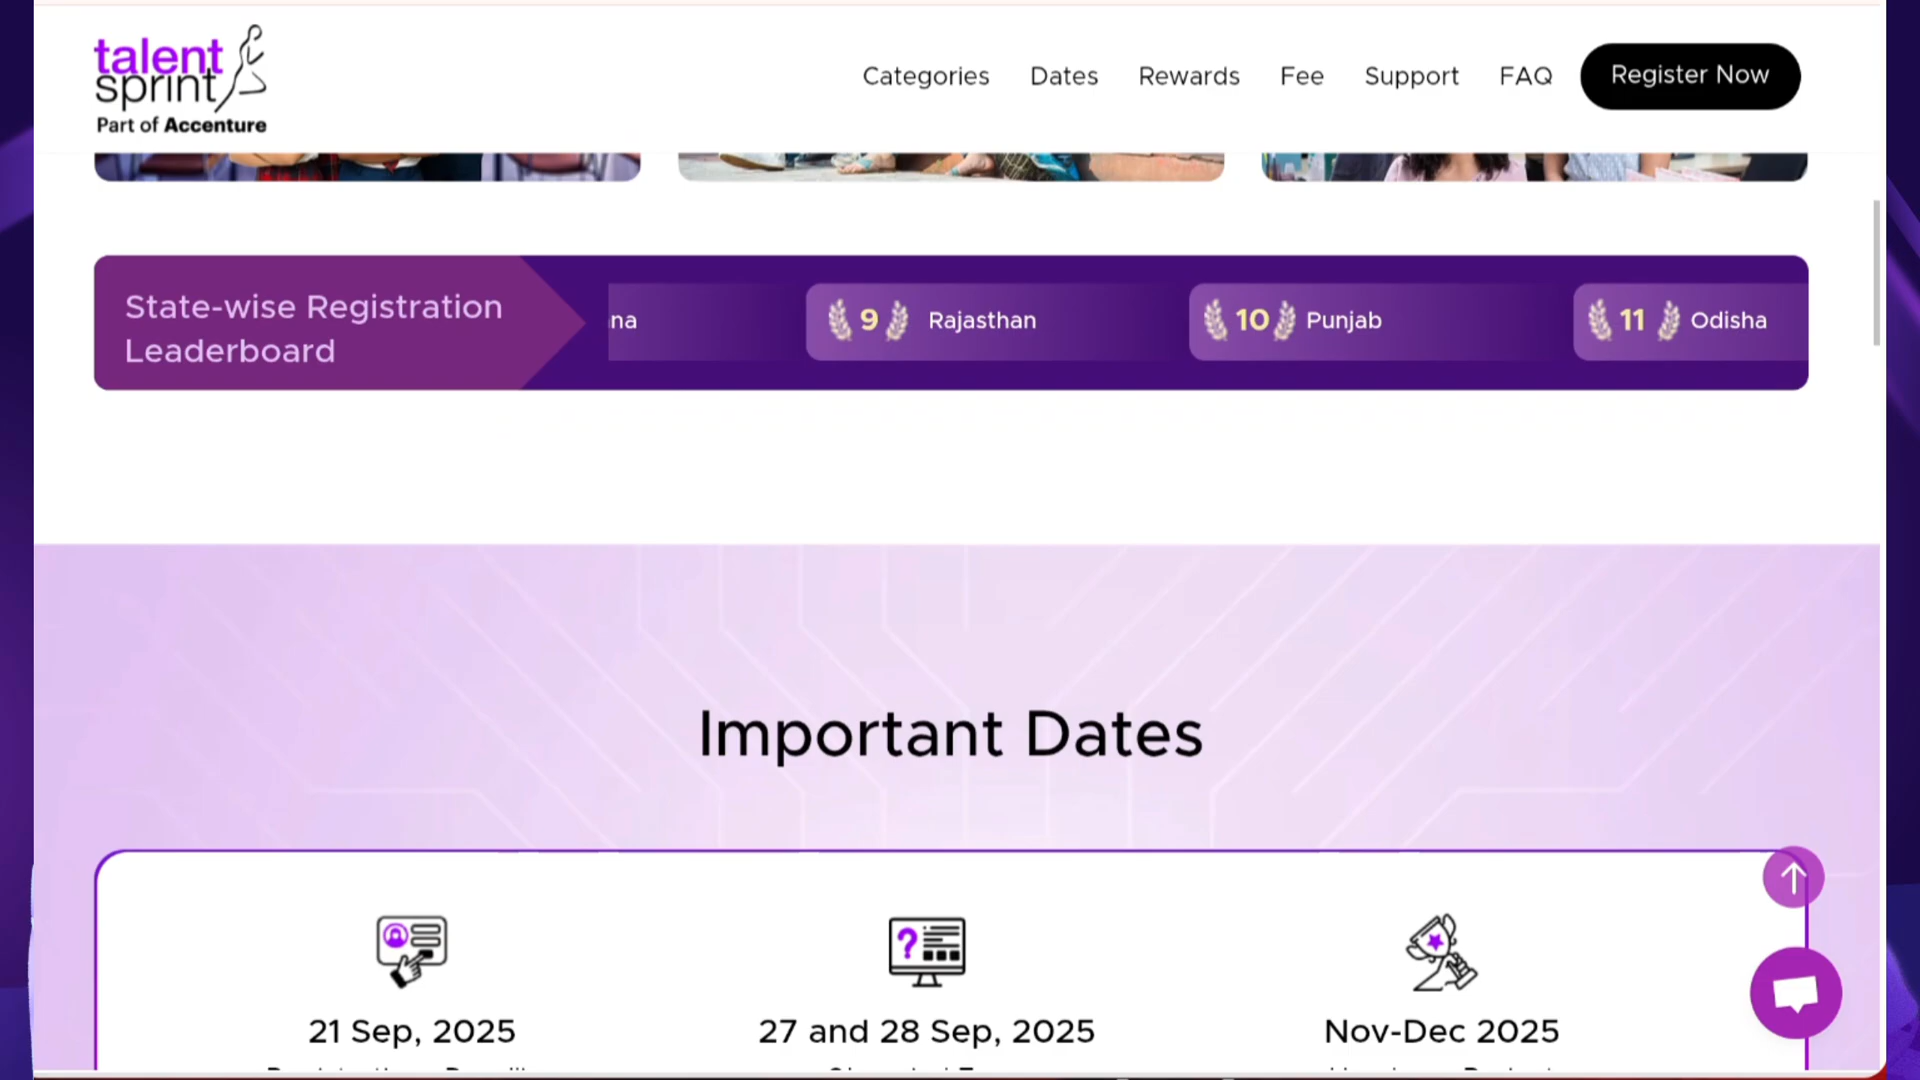 talent
sprint
Part of Accenture
Categories
Dates
Rewards
Fee
Support
FAQ
Register Now
State-wise Registration
Leaderboard
na
9
Rajasthan
10
Punjab
11
Odisha
Important Dates
?
21 Sep, 2025
27 and 28 Sep, 2025
Nov-Dec 2025